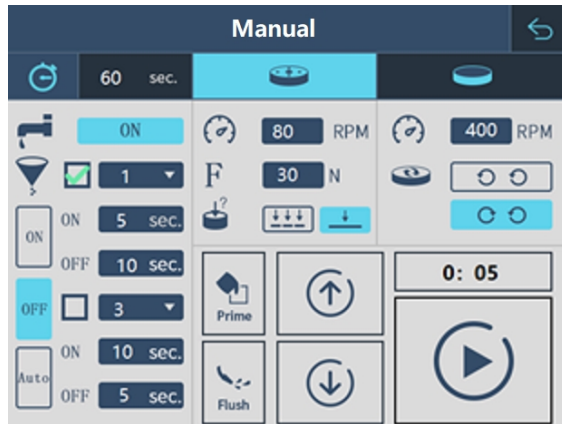 Manual
60 sec.
ON
80 RPM
400 RPM
1
F 30 N
ON
ON 5 sec.
?
OFF 10 sec.
0: 05
OFF
3
Prime
ON 10 sec.
Auto
OFF 5 sec.
Flush